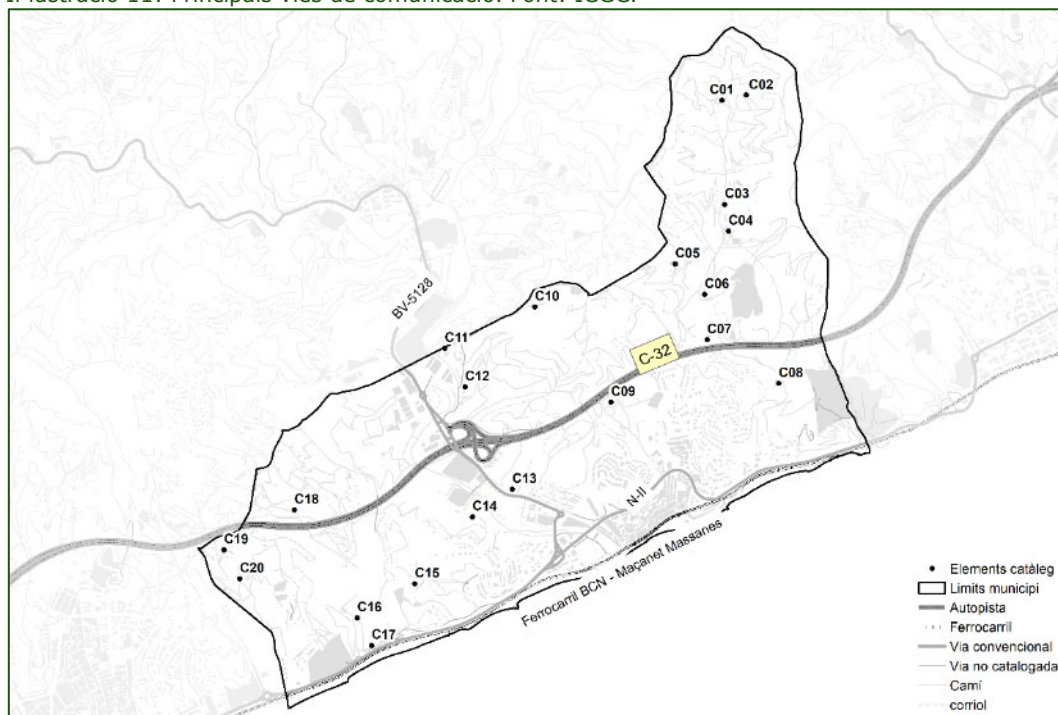 Il·lustració 11. Principals vies de comunicació. Font: ICGC.
C01
C02
C03
C04
C05
C06
C10
BV-5128
C07
C11
C-32
C12
C08
C09
C13
N-II
C14
C18
Ferrocarril BCN - Maçanet Massanes
C19
C20
C15
C16
C17
Elements catàleg
Límits municipi
Autopista
Ferrocarril
Via convencional
Via no catalogada
Camí
corriol